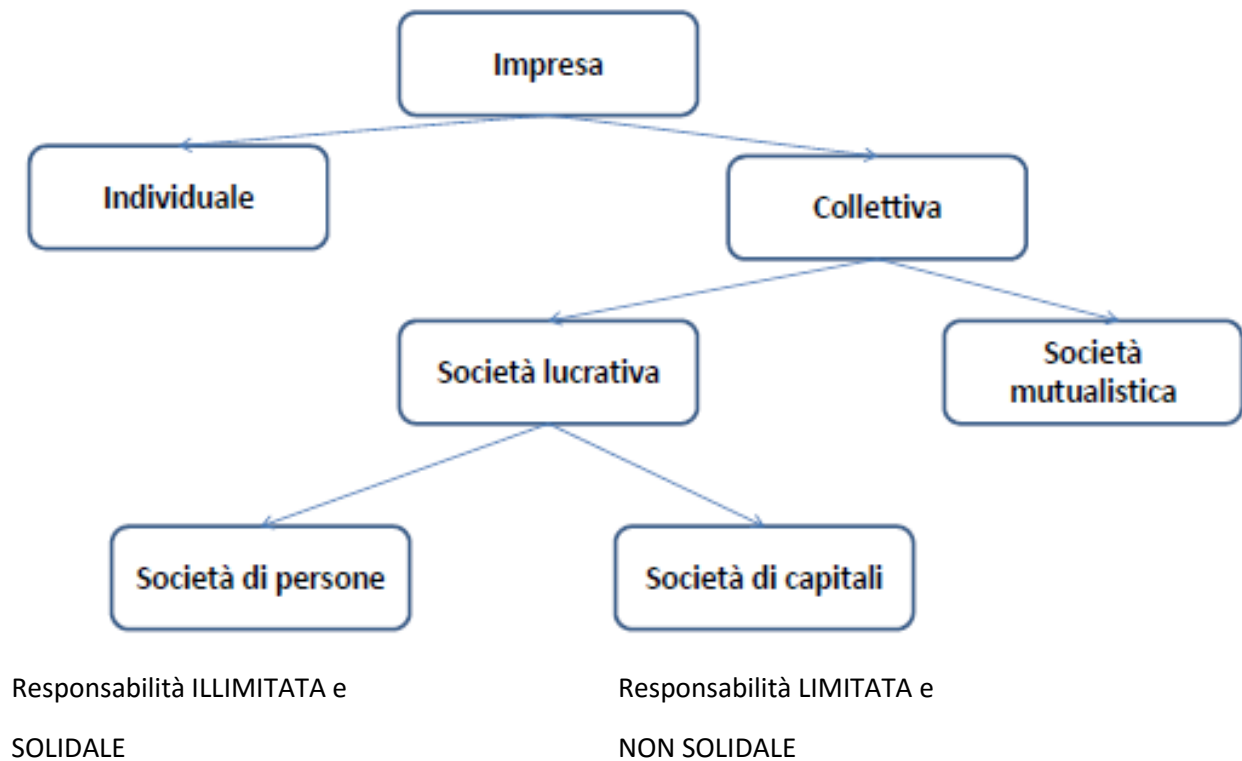 Impresa
Individuale
Collettiva
Società lucrativa
Società
mutualistica
Società di persone
Società di capitali
Responsabilità ILLIMITATA e
SOLIDALE
Responsabilità LIMITATA e
NON SOLIDALE